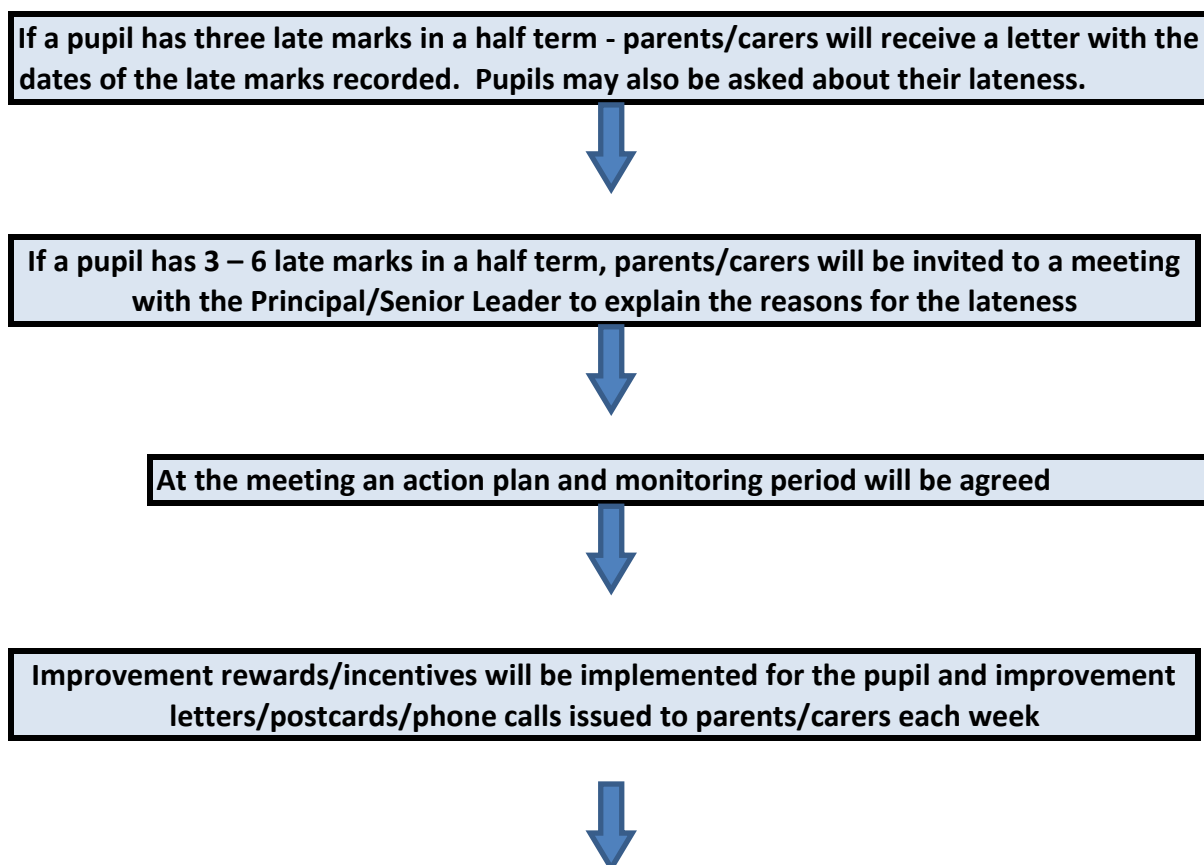 If a pupil has three late marks in a half term - parents/carers will receive a letter with the
dates of the late marks recorded.  Pupils may also be asked about their lateness.
If a pupil has 3 – 6 late marks in a half term, parents/carers will be invited to a meeting
with the Principal/Senior Leader to explain the reasons for the lateness
At the meeting an action plan and monitoring period will be agreed
Improvement rewards/incentives will be implemented for the pupil and improvement
letters/postcards/phone calls issued to parents/carers each week